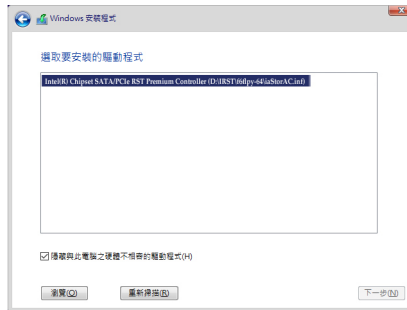 Windows 安裝程式
選取要安裝的驅動程式
Intel(R) Chipset SATA/PCIe RST Premium Controller (D:\IRST\f6flpy-64\iaStorAC.inf)
隱藏與此電腦之硬體不相容的驅動程式(H)
瀏覽(O)
重新掃描(R)
下一步(N)